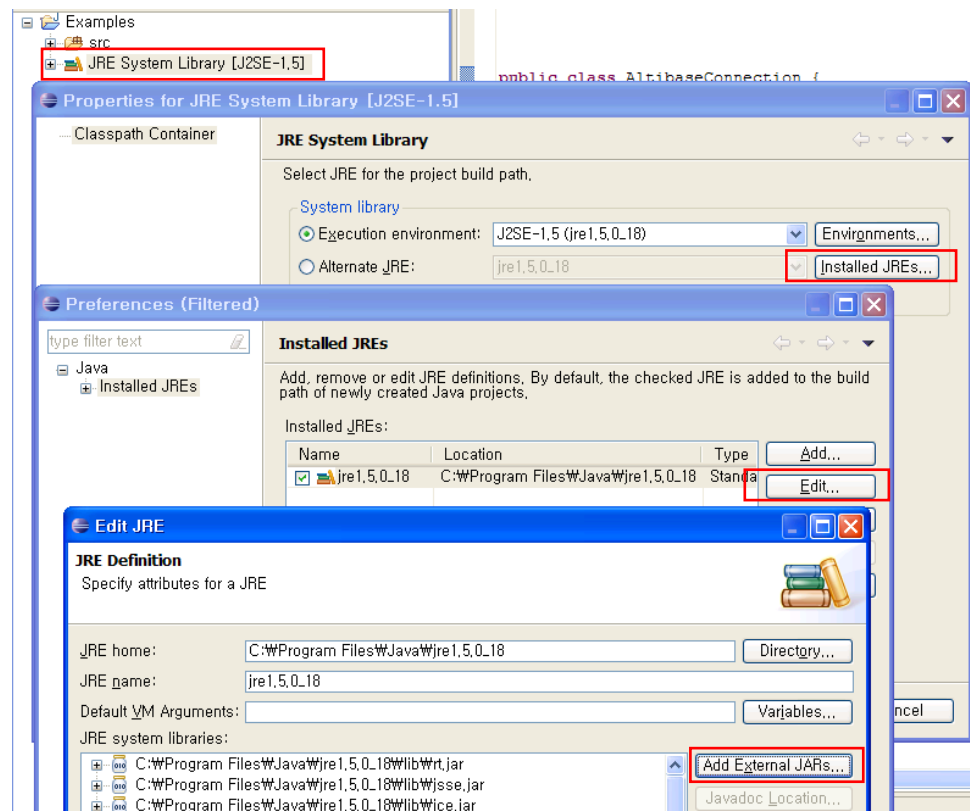 Examples
src
JRE System Library [J2SE-1.5]
public class AltibaseConnection {
Properties for JRE System Library [J2SE-1.5]
Classpath Container
JRE System Library
Select JRE for the project build path.
System library
Execution environment: J2SE-1.5 (jre1.5.0_18) Environments...
Alternate JRE: jre1.5.0_18 Installed JREs...
Preferences (Filtered)
type filter text
Installed JREs
Java
Installed JREs
Add, remove or edit JRE definitions. By default, the checked JRE is added to the build
path of newly created Java projects.
Installed JREs:
Name Location Type Add...
jre1.5.0_18 C:₩Program Files₩Java₩jre1.5.0_18 Standa Edit...
Edit JRE
JRE Definition
Specify attributes for a JRE
JRE home: C:₩Program Files₩Java₩jre1.5.0_18 Directory...
JRE name: jre1.5.0_18
Default VM Arguments: Variables...
ncel
JRE system libraries:
C:₩Program Files₩Java₩jre1.5.0_18₩lib₩rt.jar Add External JARs...
C:₩Program Files₩Java₩jre1.5.0_18₩lib₩jsse.jar
C:₩Program Files₩Java₩jre1.5.0_18₩lib₩jce.jar Javadoc Location...